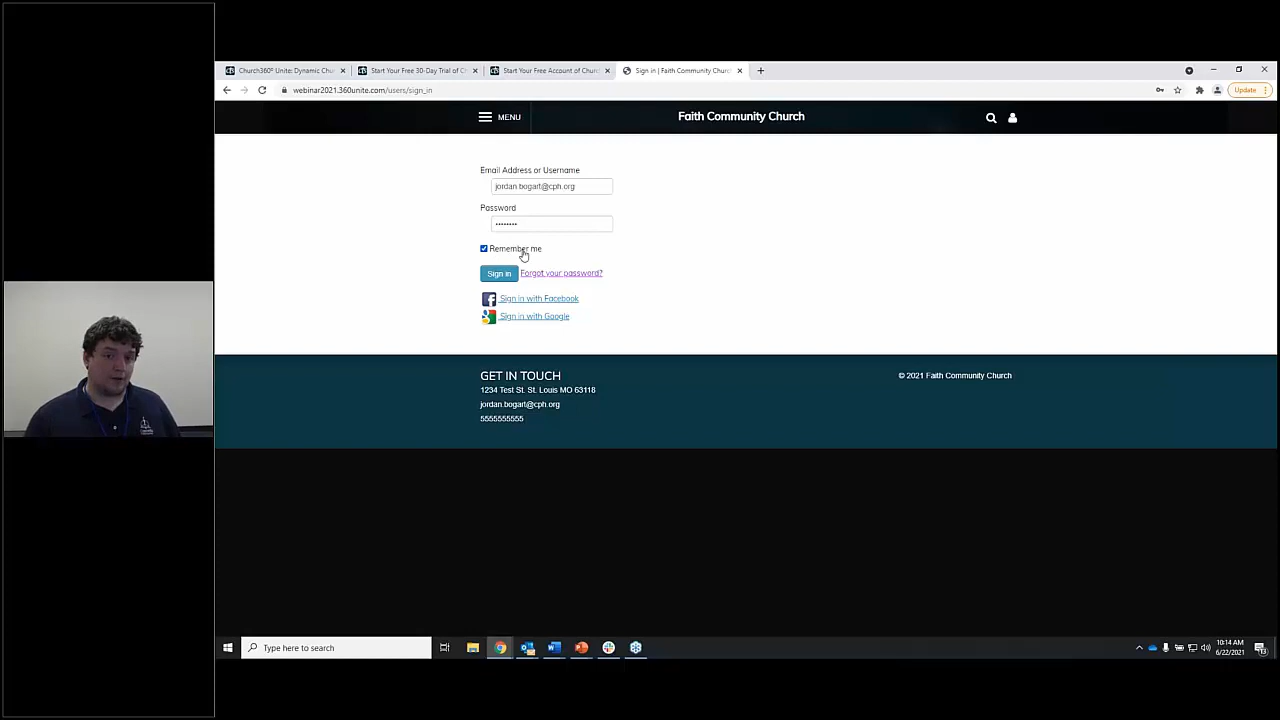 Church360° Unite: Dynamic Chur
Start Your Free 30-Day Trial of Ch
Start Your Free Account of Church
Sign in | Faith Community Church
webinar2021.360unite.com/users/sign_in
Update
MENU
Faith Community Church
Email Address or Username
jordan.bogart@cph.org
Password
Remember me
Sign in
Forgot your password?
Sign in with Facebook
Sign in with Google
GET IN TOUCH
1234 Test St. St. Louis MO 63118
jordan.bogart@cph.org
5555555555
© 2021 Faith Community Church
Type here to search
10:14 AM
6/22/2021